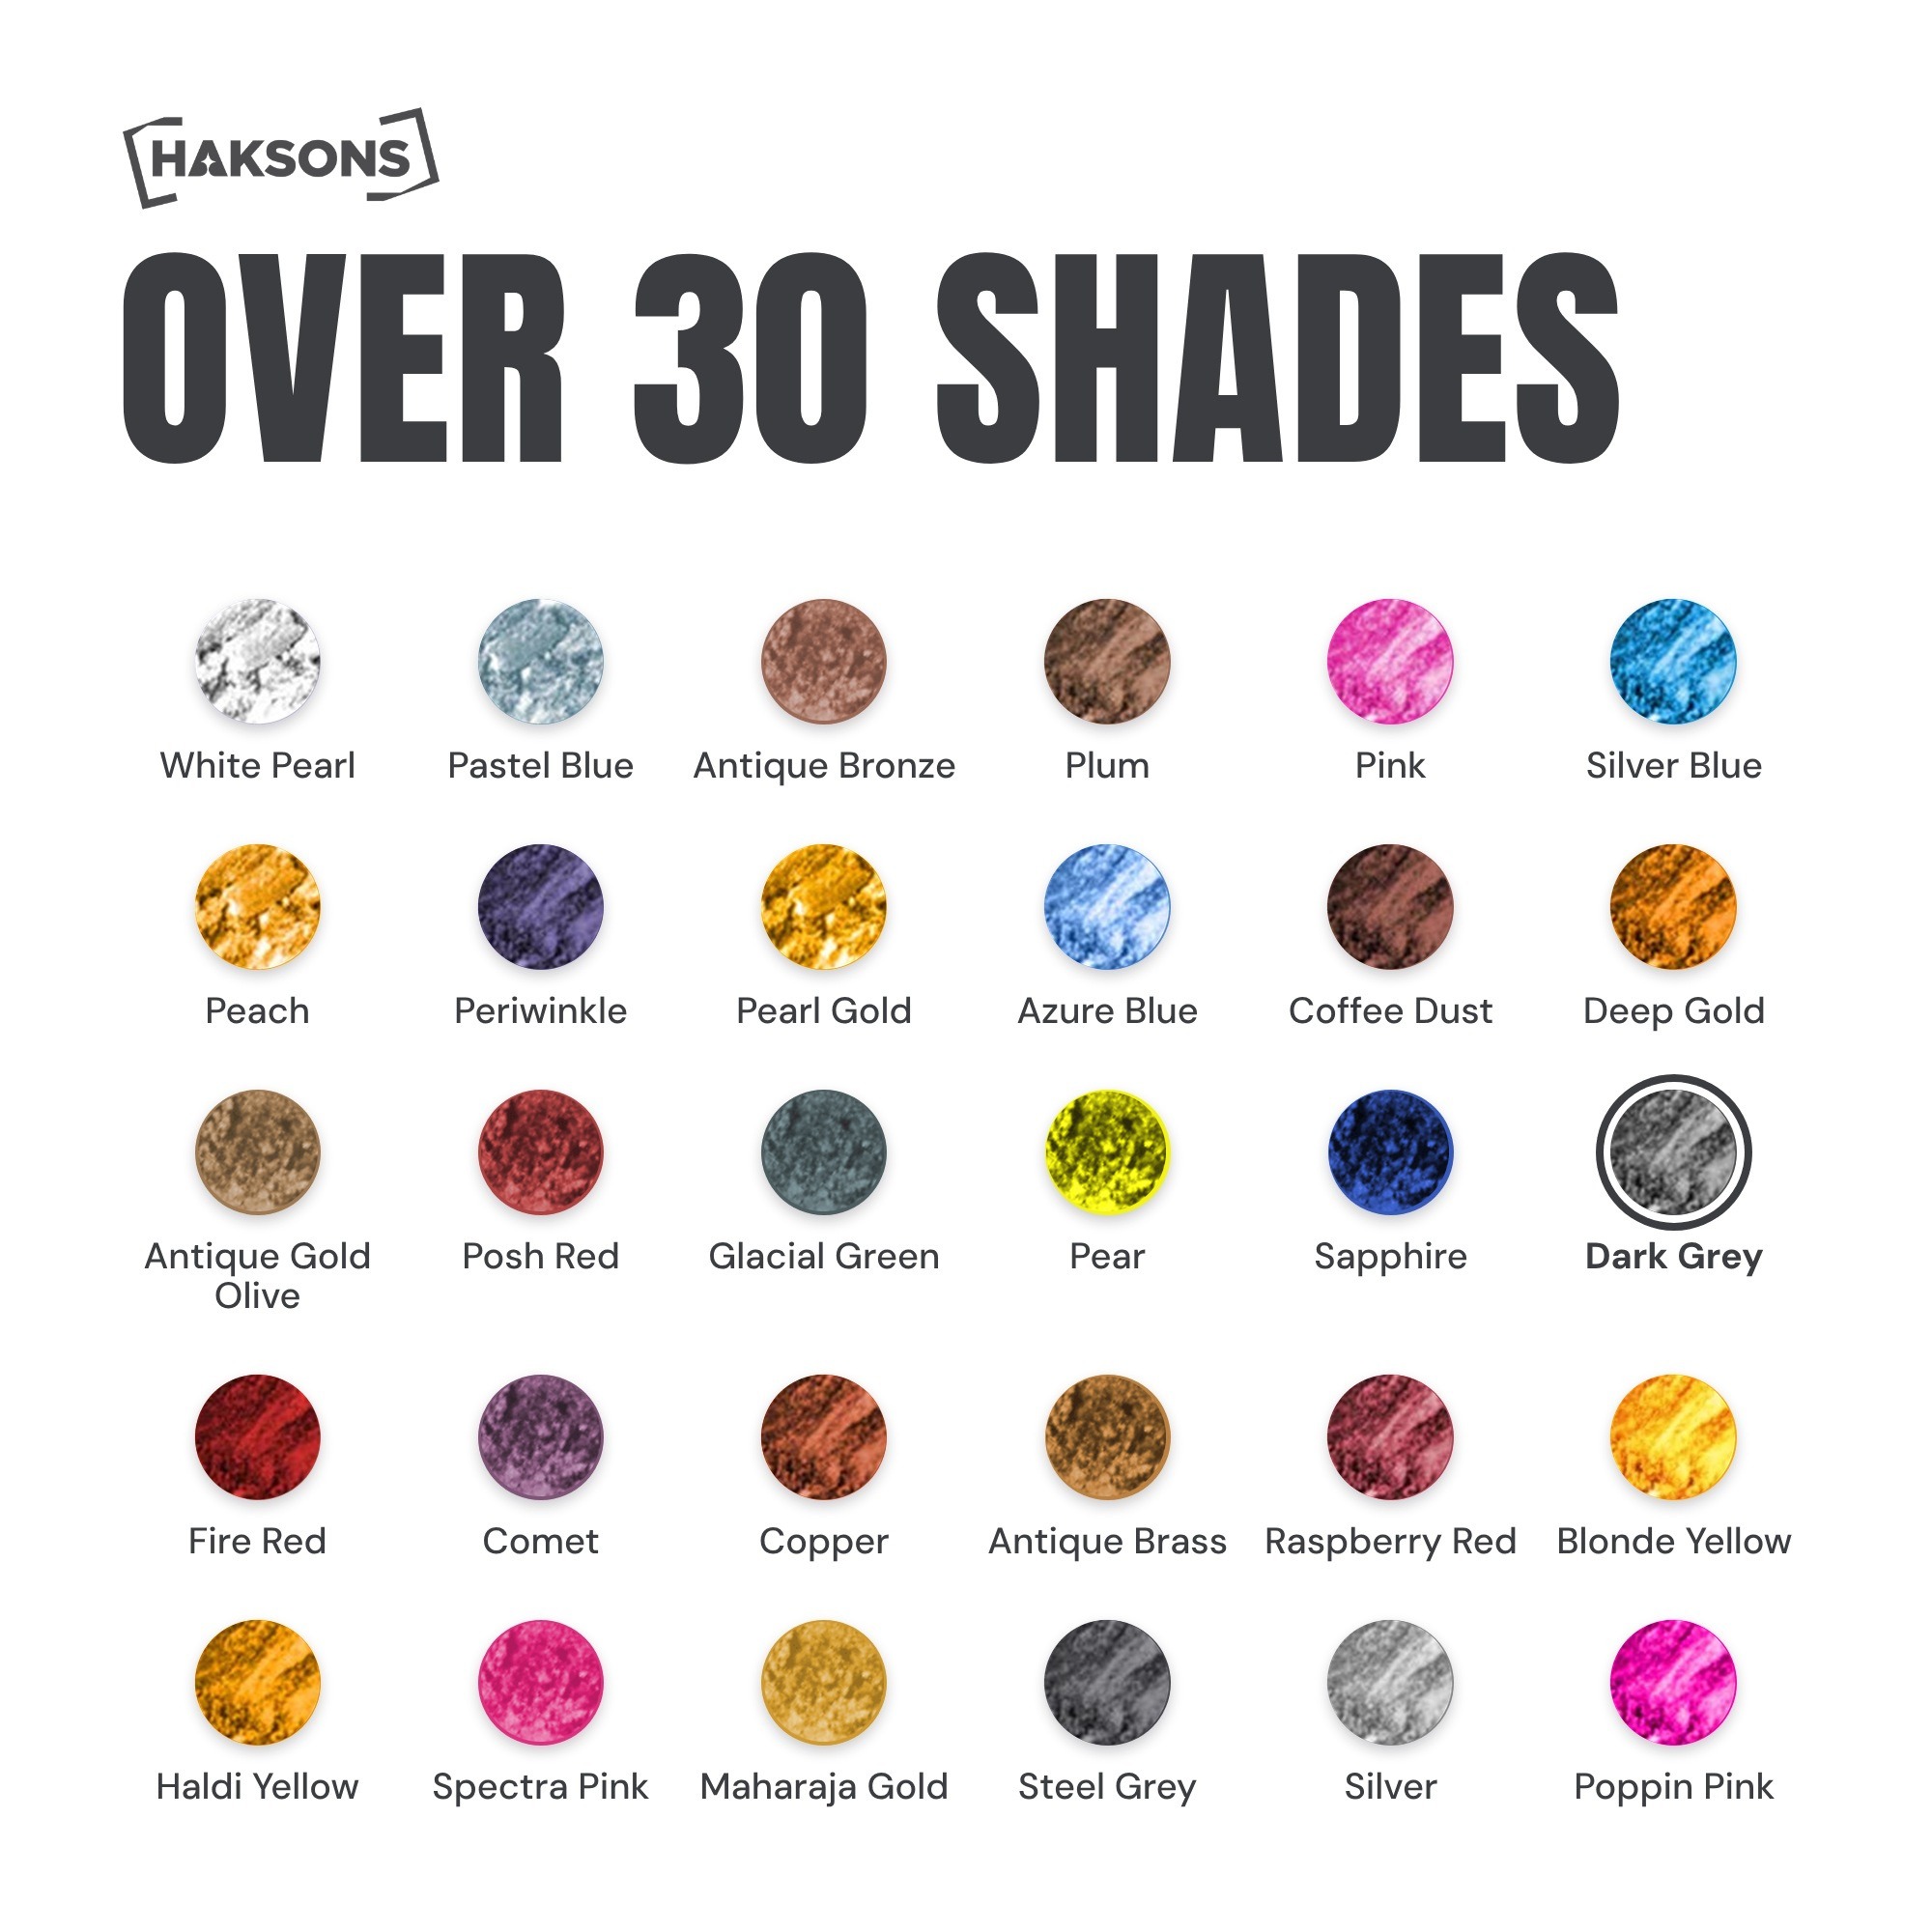 HAKSONS
OVER 30 SHADES
White Pearl
Pastel Blue
Antique Bronze
Plum
Pink
Silver Blue
Peach
Periwinkle
Pearl Gold
Azure Blue
Coffee Dust
Deep Gold
Antique Gold
Olive
Posh Red
Glacial Green
Pear
Sapphire
Dark Grey
Fire Red
Comet
Copper
Antique Brass
Raspberry Red
Blonde Yellow
Haldi Yellow
Spectra Pink
Maharaja Gold
Steel Grey
Silver
Poppin Pink